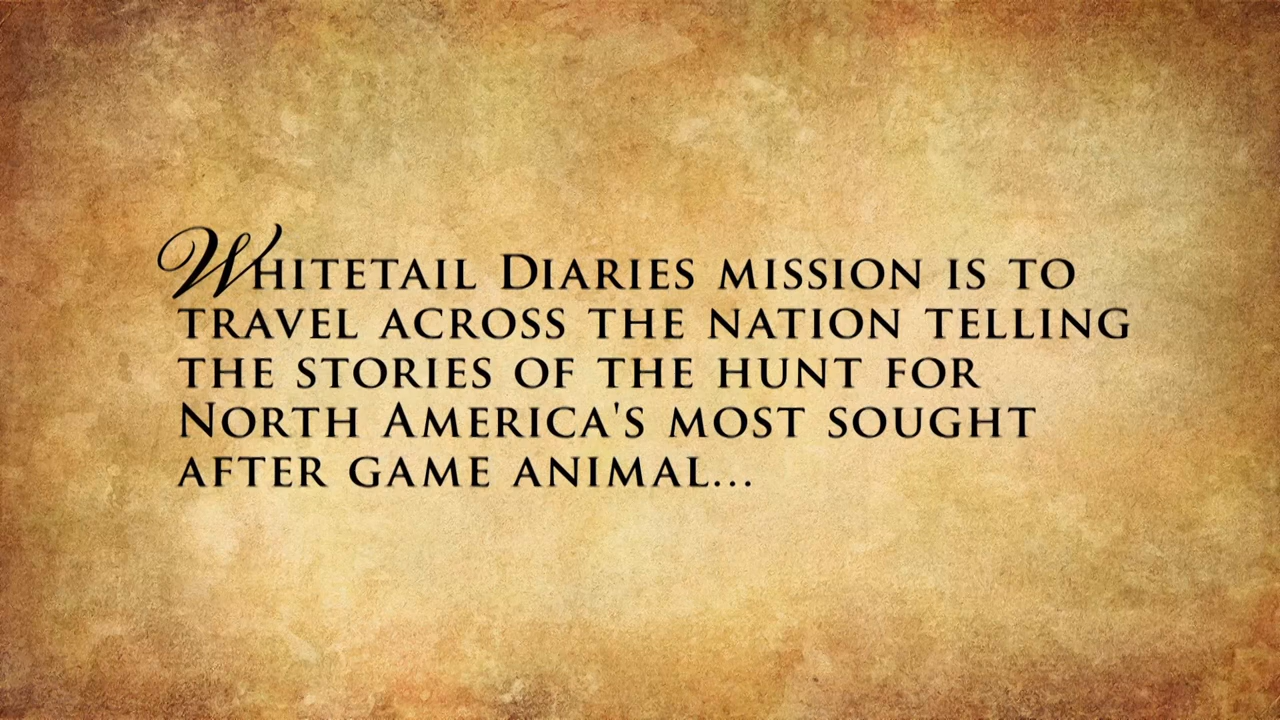 Whitetail Diaries mission is to
travel across the nation telling
the stories of the hunt for
North America's most sought
after game animal...